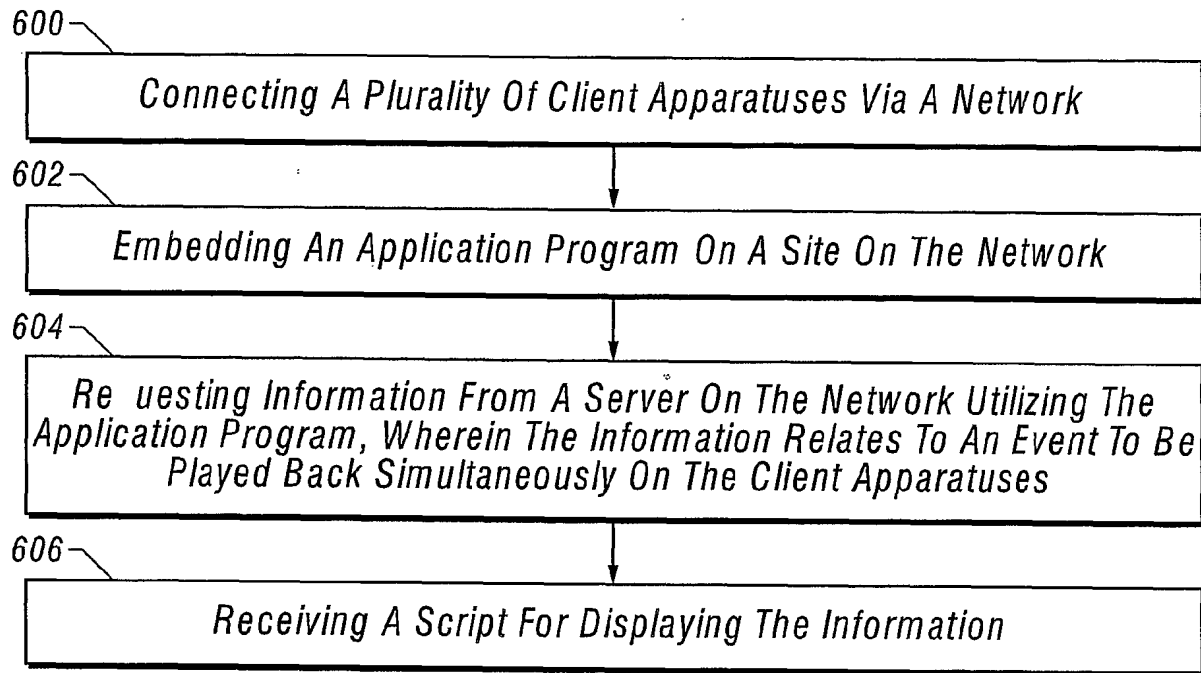 600
Connecting A Plurality Of Client Apparatuses Via A Network
602
Embedding An Application Program On A Site On The Network
604
Re uesting Information From A Server On The Network Utilizing The
Application Program, Wherein The Information Relates To An Event To Be
Played Back Simultaneously On The Client Apparatuses
606
Receiving A Script For Displaying The Information